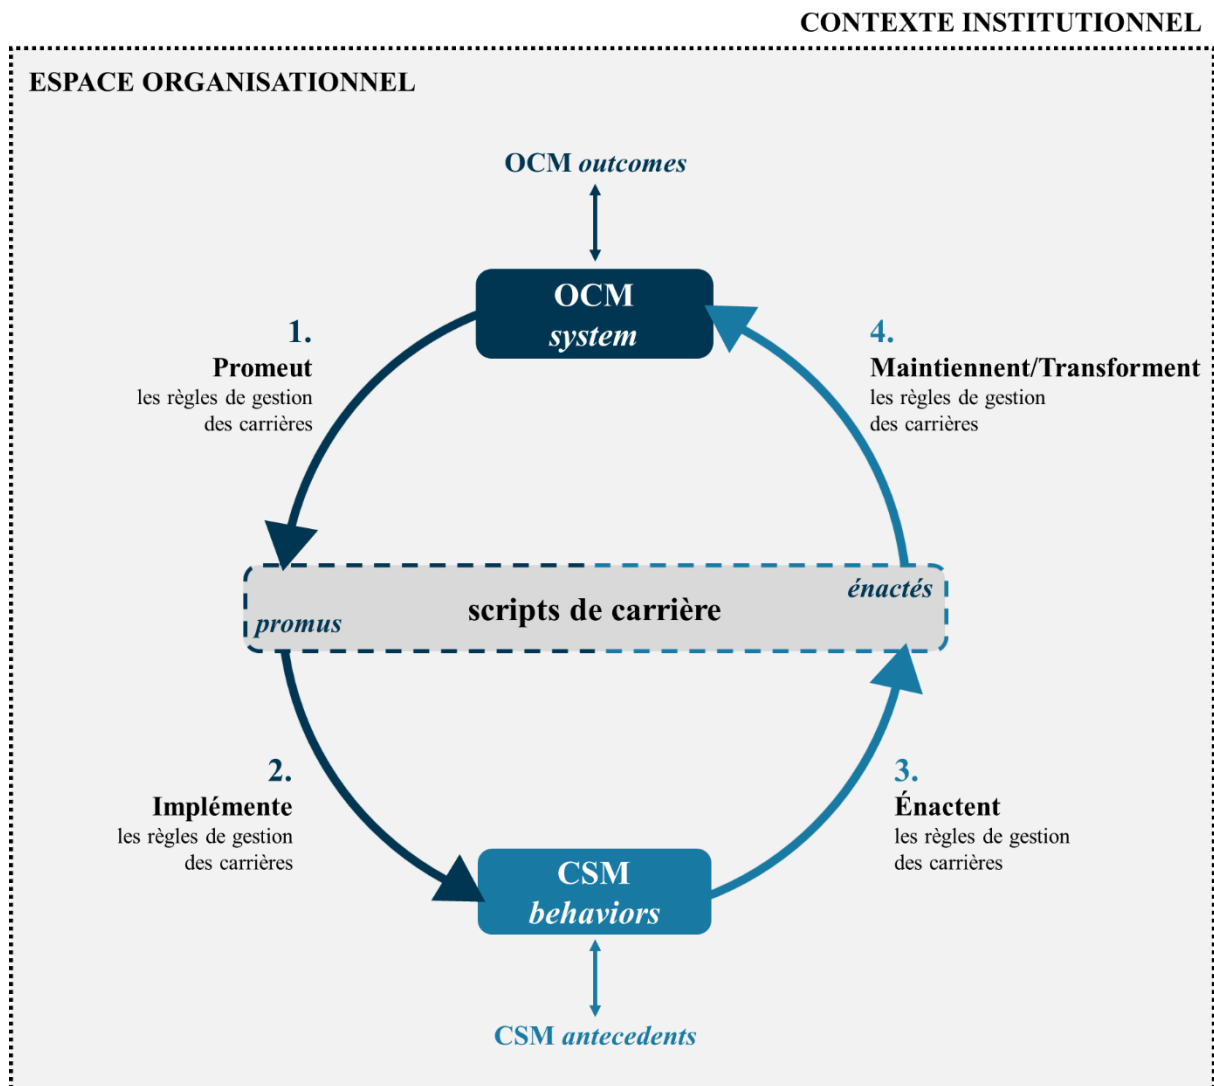 CONTEXTE INSTITUTIONNEL
ESPACE ORGANISATIONNEL
OCM outcomes
OCM
system
1.
Promeut
les règles de gestion
des carrières
4.
Maintiennent/Transforment
les règles de gestion
des carrières
promus
scripts de carrière
énactés
2.
Implémente
les règles de gestion
des carrières
3.
Énactent
les règles de gestion
des carrières
CSM
behaviors
CSM antecedents